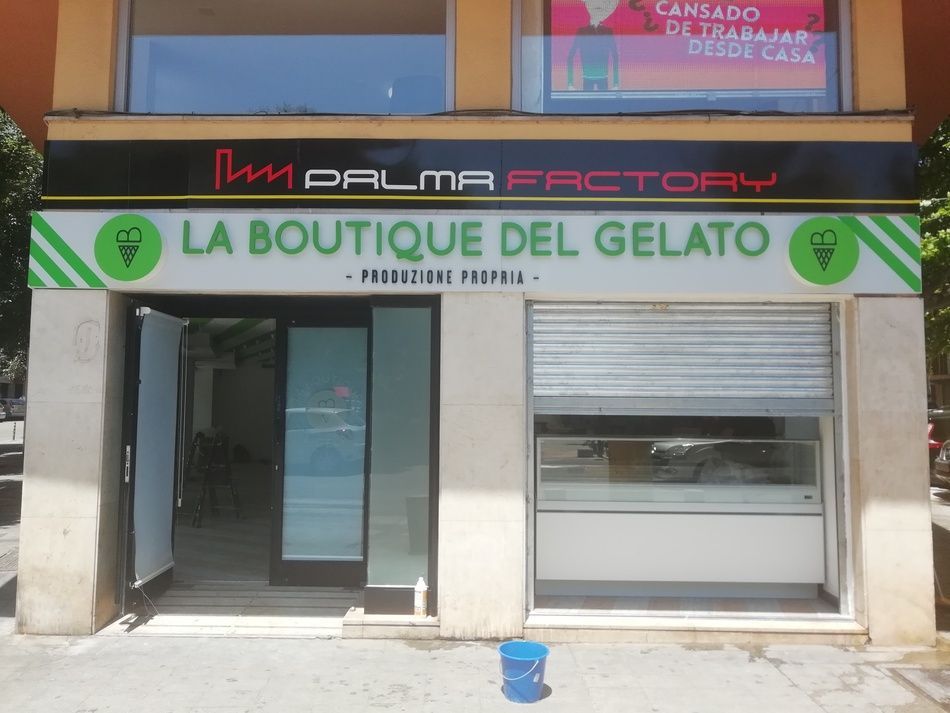 CANSADO
DE TRABAJAR
DESDE CASA
PALMA FACTORY
LA BOUTIQUE DEL GELATO
- PRODUZIONE PROPRIA -